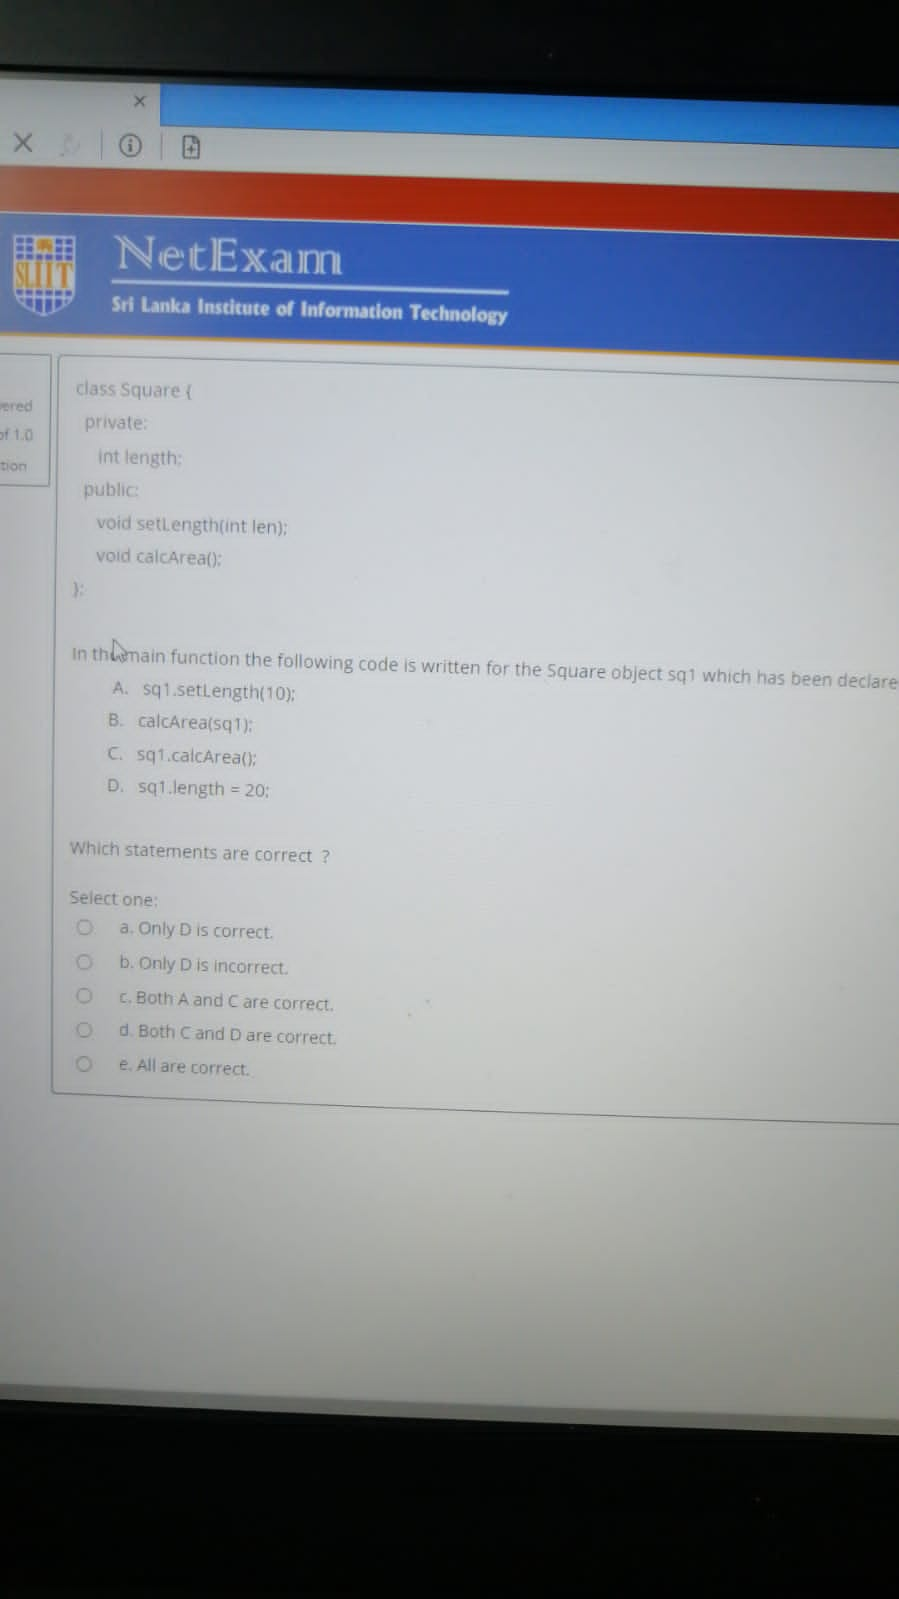 SLIIT
NetExam
Sri Lanka Institute of Information Technology
of 1.0
class Square {
private:
int length;
public:
void setLength(int len);
void calcArea();
};
In the main function the following code is written for the Square object sq1 which has been declare
A. sq1.setLength(10);
B. calcArea(sq1);
C. sq1.calcArea();
D. sq1.length = 20;
Which statements are correct ?
Select one:
a. Only D is correct.
b. Only D is incorrect.
c. Both A and C are correct.
d. Both C and D are correct.
e. All are correct.